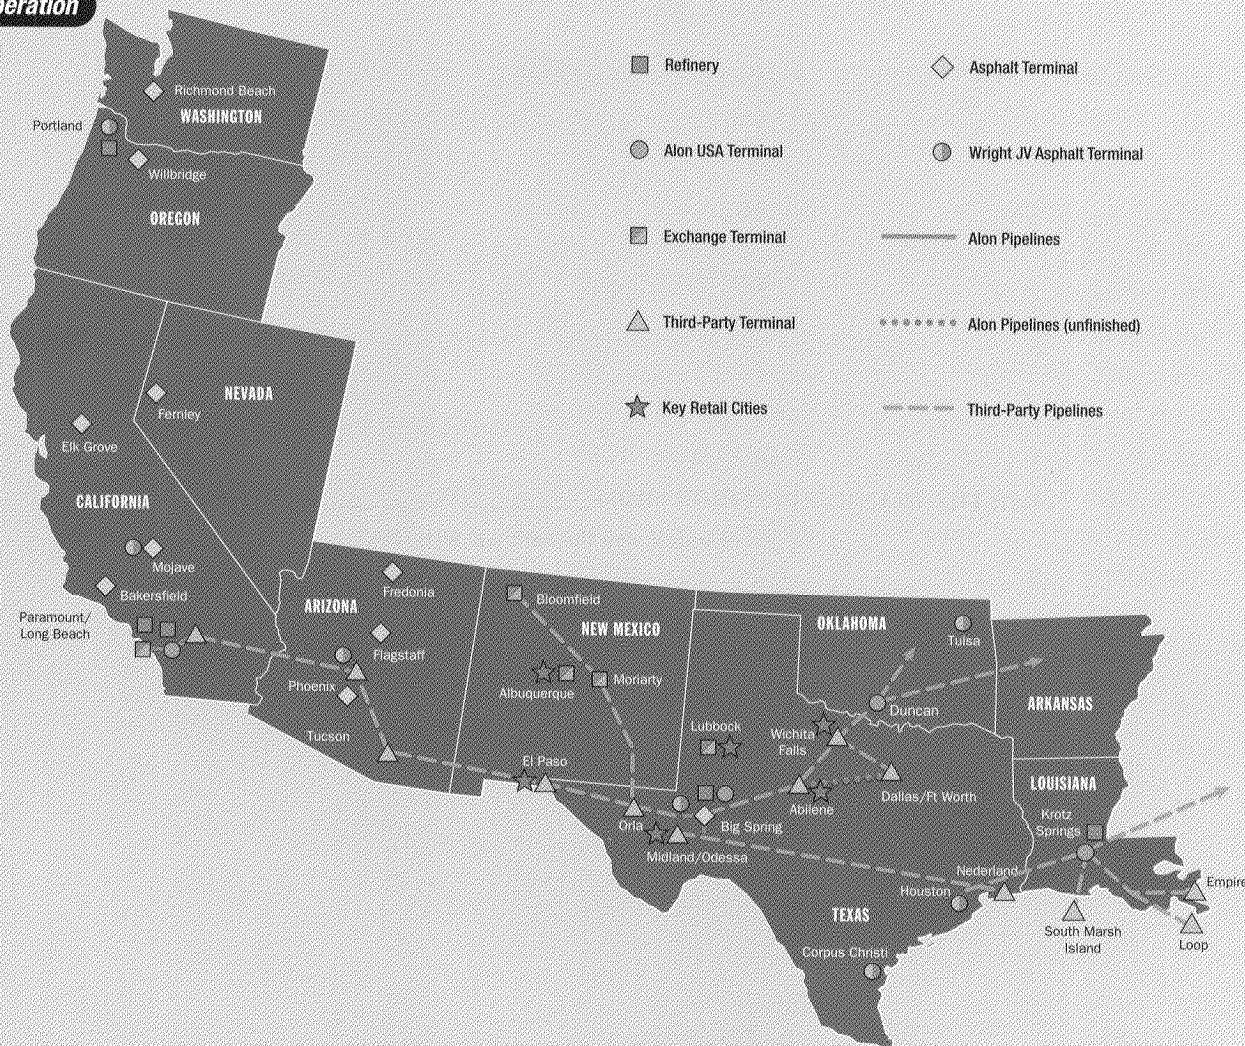 peration
Refinery
Asphalt Terminal
Alon USA Terminal
Wright JV Asphalt Terminal
Exchange Terminal
Alon Pipelines
Third-Party Terminal
Alon Pipelines (unfinished)
Key Retail Cities
Third-Party Pipelines
Richmond Beach
WASHINGTON
Portland
Willbridge
OREGON
NEVADA
Fernley
Elk Grove
CALIFORNIA
Mojave
Bakersfield
Paramount/
Long Beach
Fredonia
ARIZONA
Flagstaff
Phoenix
Tucson
Bloomfield
NEW MEXICO
Albuquerque
Moriarty
El Paso
OKLAHOMA
Tulsa
Duncan
ARKANSAS
Lubbock
Wichita
Falls
Dallas/Ft Worth
Abilene
Big Spring
Orla
Midland/Odessa
LOUISIANA
Krotz
Springs
Nederland
Houston
TEXAS
Corpus Christi
Empire
South Marsh
Island
Loop